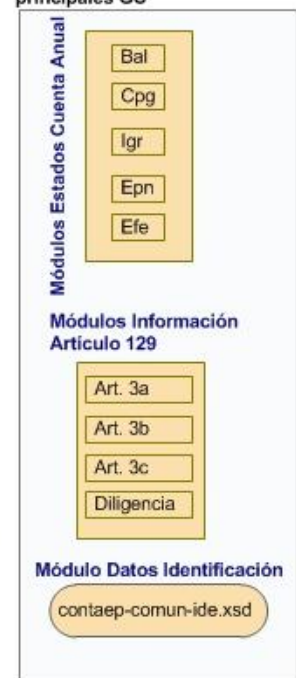 principales GC
Módulos Estados Cuenta Anual
Bal
Cpg
Igr
Epn
Efe
Módulos Información
Artículo 129
Art. 3a
Art. 3b
Art. 3c
Diligencia
Módulo Datos Identificación
contaep-comun-ide.xsd